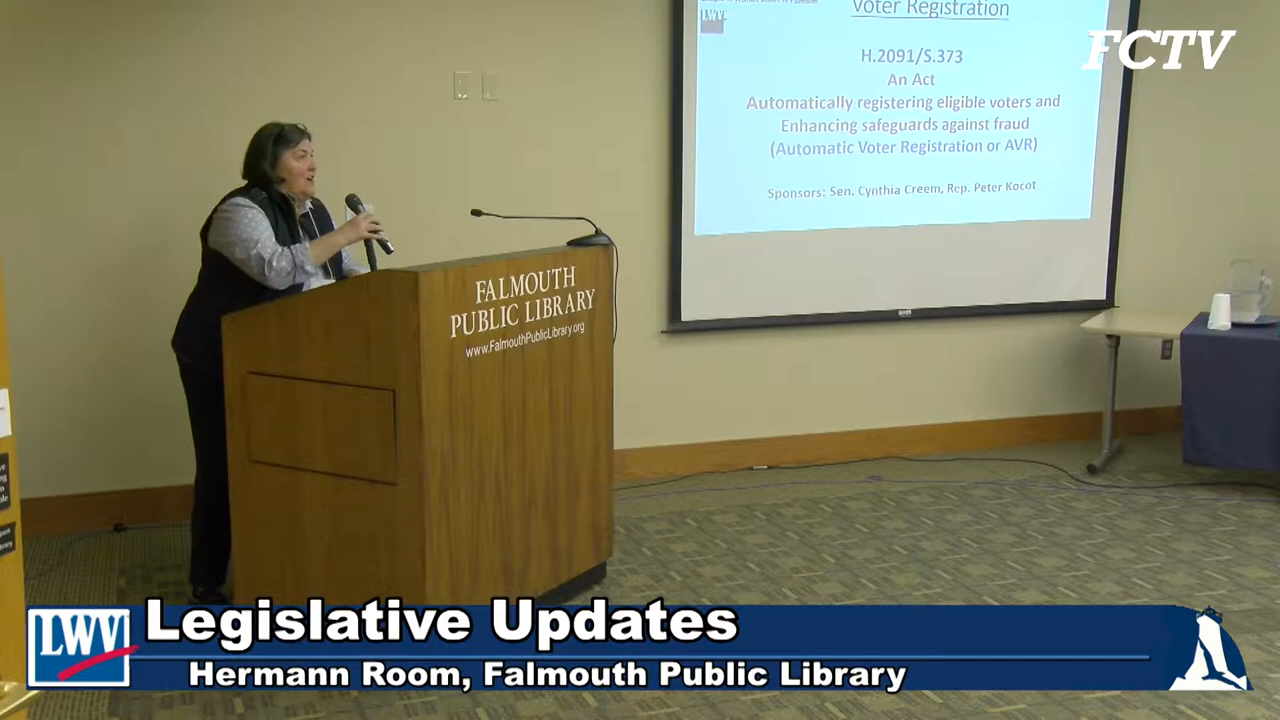 Voter Registration
LWV
H.2091/S.373
An Act
Automatically registering eligible voters and
Enhancing safeguards against fraud
(Automatic Voter Registration or AVR)
Sponsors: Sen. Cynthia Creem, Rep. Peter Kocot
FCTV
FALMOUTH
PUBLIC LIBRARY
www.FalmouthPublicLibrary.org
LWV
Legislative Updates
Hermann Room, Falmouth Public Library